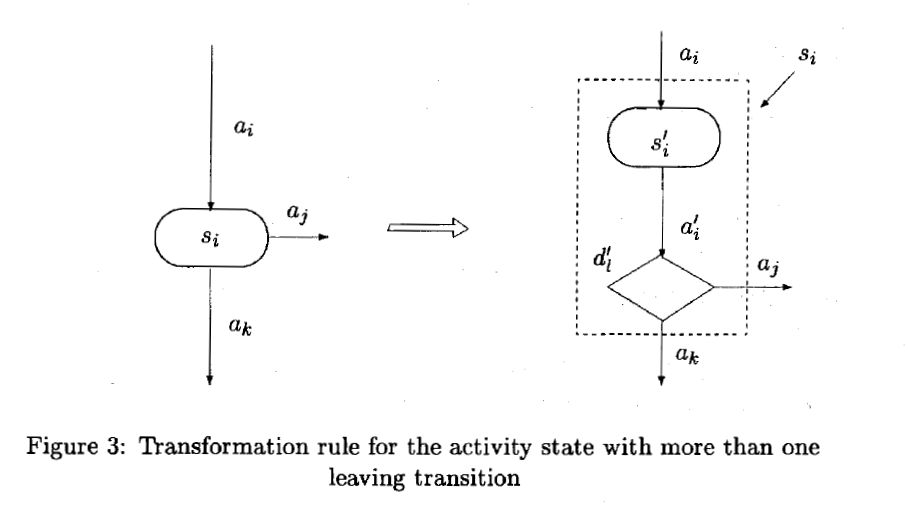 a_i
s_i
a_j
a_k
a_i
s_i
s'_i
a'_i
d'_l
a_j
a_k
Figure 3: Transformation rule for the activity state with more than one
leaving transition